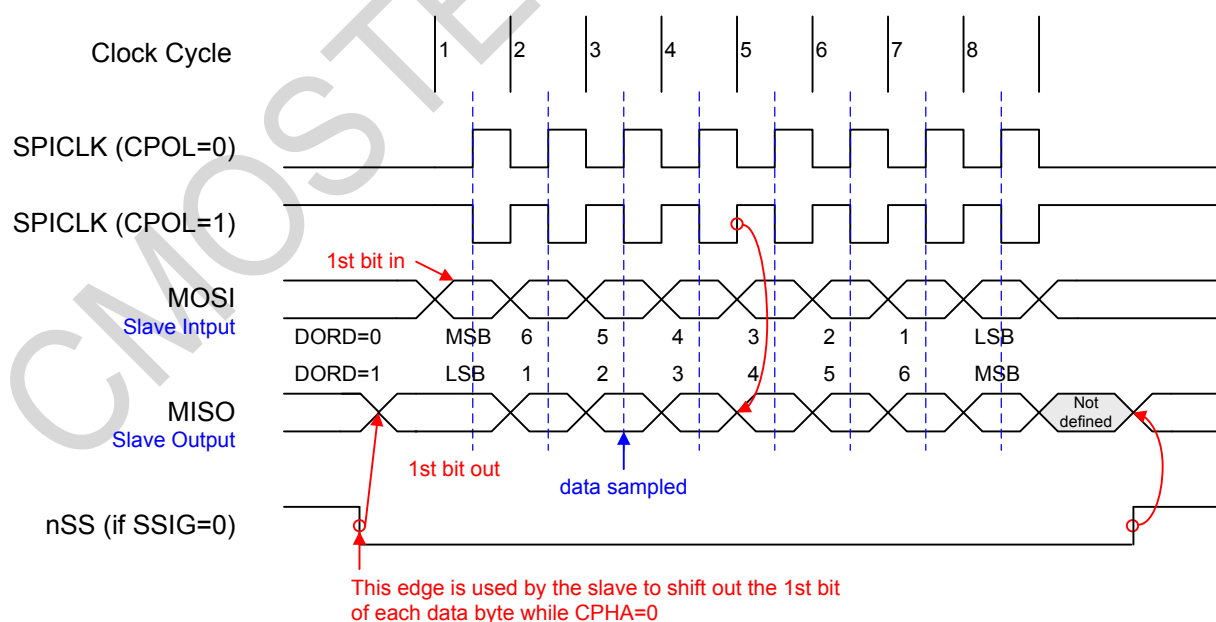 Clock Cycle
1 2 3 4 5 6 7 8
SPICLK (CPOL=0)
SPICLK (CPOL=1)
1st bit in
MOSI
Slave Intput
DORD=0 MSB 6 5 4 3 2 1 LSB
DORD=1 LSB 1 2 3 4 5 6 MSB
MISO
Slave Output
Not
defined
1st bit out
data sampled
nSS (if SSIG=0)
This edge is used by the slave to shift out the 1st bit
of each data byte while CPHA=0
CMOSTE